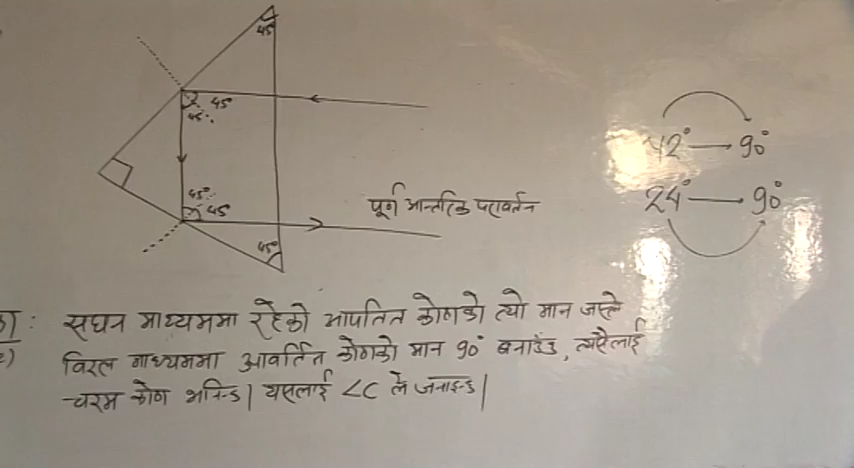 45°
45°
45°
45°
45
45°
पूर्ण आन्तरिक परावर्तन
42° → 90°
24° → 90°
सघन माध्यममा रहेको आपतित कोणको त्यो मान जसले
विरल माध्यममा आवर्तित कोणको मान 90° बनाउँछ, त्यसैलाई
चरम कोण भनिन्छ। यसलाई ∠C ले जनाइन्छ।